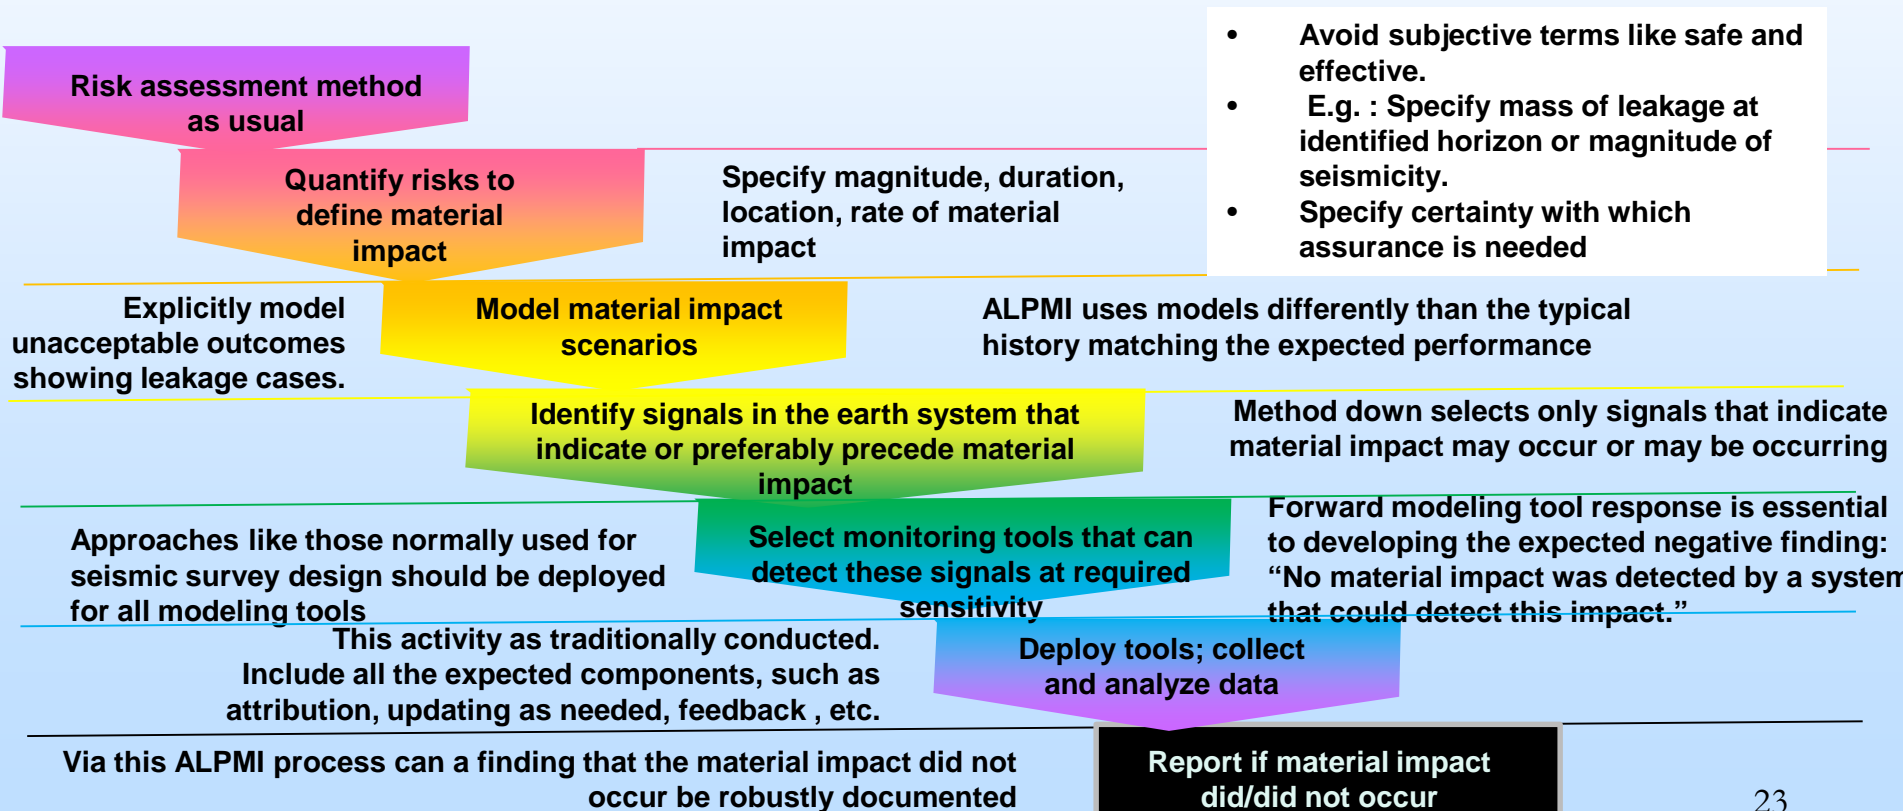 Risk assessment method
as usual
• Avoid subjective terms like safe and
effective.
• E.g. : Specify mass of leakage at
identified horizon or magnitude of
seismicity.
• Specify certainty with which
assurance is needed
Quantify risks to
define material
impact
Specify magnitude, duration,
location, rate of material
impact
Explicitly model
unacceptable outcomes
showing leakage cases.
Model material impact
scenarios
ALPMI uses models differently than the typical
history matching the expected performance
Identify signals in the earth system that
indicate or preferably precede material
impact
Method down selects only signals that indicate
material impact may occur or may be occurring
Approaches like those normally used for
seismic survey design should be deployed
for all modeling tools
Select monitoring tools that can
detect these signals at required
sensitivity
Forward modeling tool response is essential
to developing the expected negative finding:
“No material impact was detected by a system
that could detect this impact.”
This activity as traditionally conducted.
Include all the expected components, such as
attribution, updating as needed, feedback , etc.
Deploy tools; collect
and analyze data
Via this ALPMI process can a finding that the material impact did not
occur be robustly documented
Report if material impact
did/did not occur
23